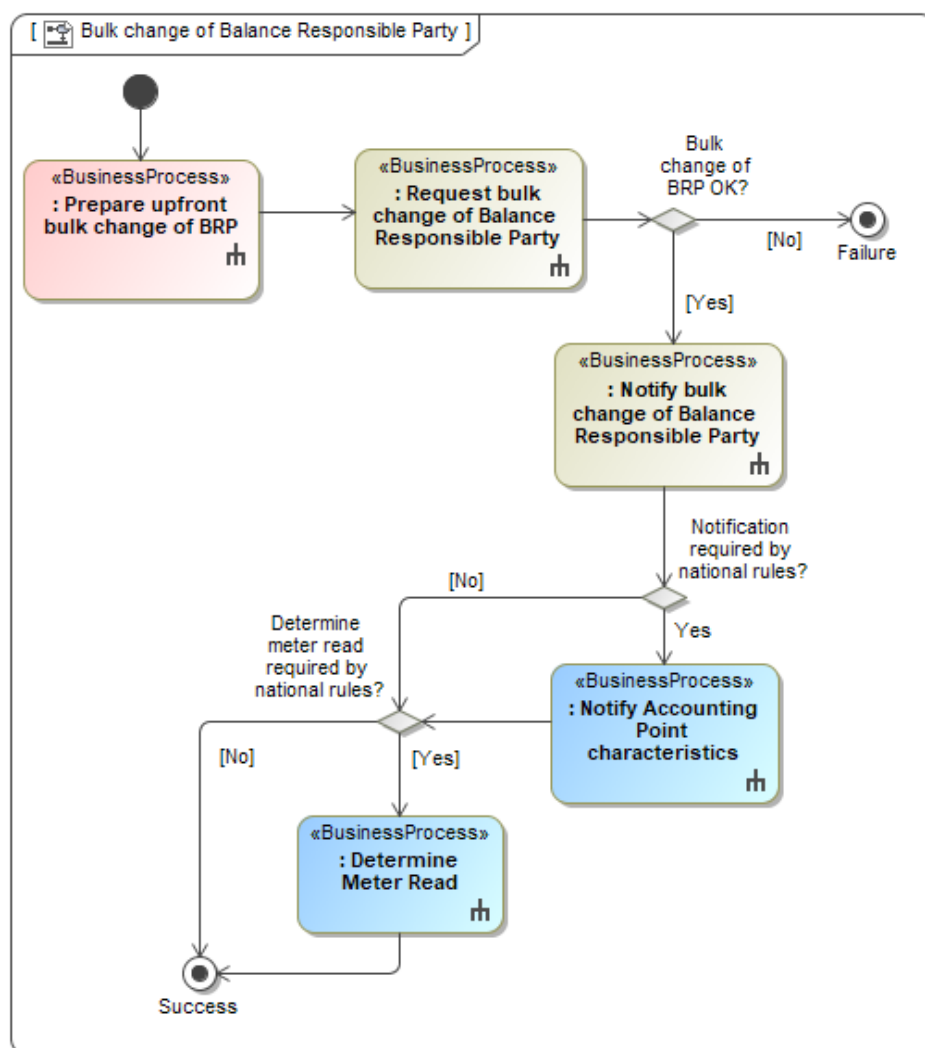 [ Bulk change of Balance Responsible Party ]
«BusinessProcess»
: Prepare upfront
bulk change of BRP
«BusinessProcess»
: Request bulk
change of Balance
Responsible Party
Bulk
change of
BRP OK?
[No]
Failure
[Yes]
«BusinessProcess»
: Notify bulk
change of Balance
Responsible Party
Notification
required by
national rules?
[No]
Yes
Determine
meter read
required by
national rules?
«BusinessProcess»
: Notify Accounting
Point
characteristics
[No]
[Yes]
«BusinessProcess»
: Determine
Meter Read
Success